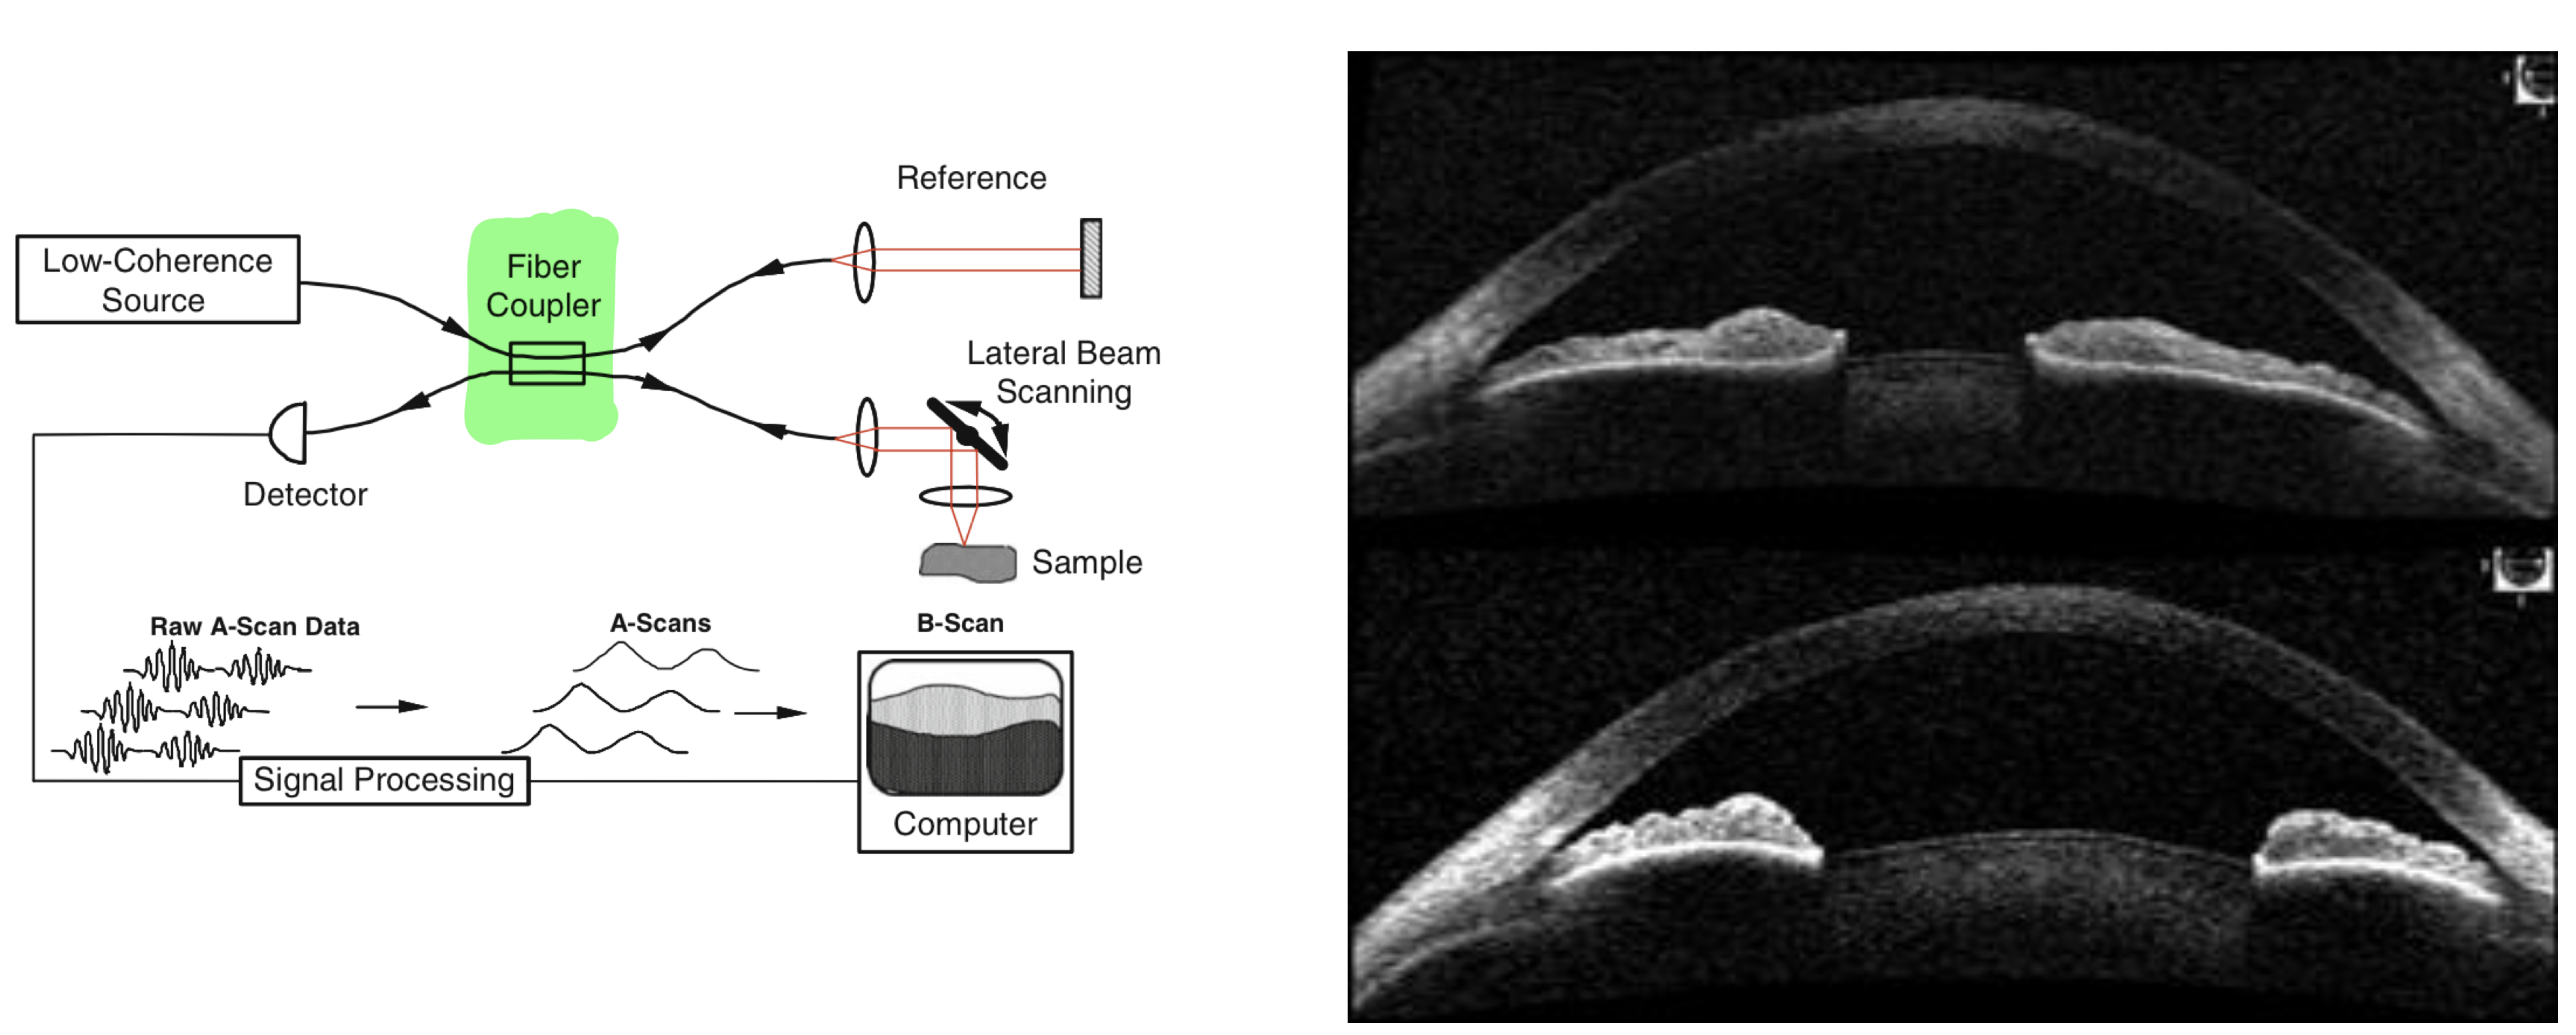 Reference
Low-Coherence
Source
Fiber
Coupler
Lateral Beam
Scanning
Detector
Sample
Raw A-Scan Data
A-Scans
B-Scan
Signal Processing
Computer